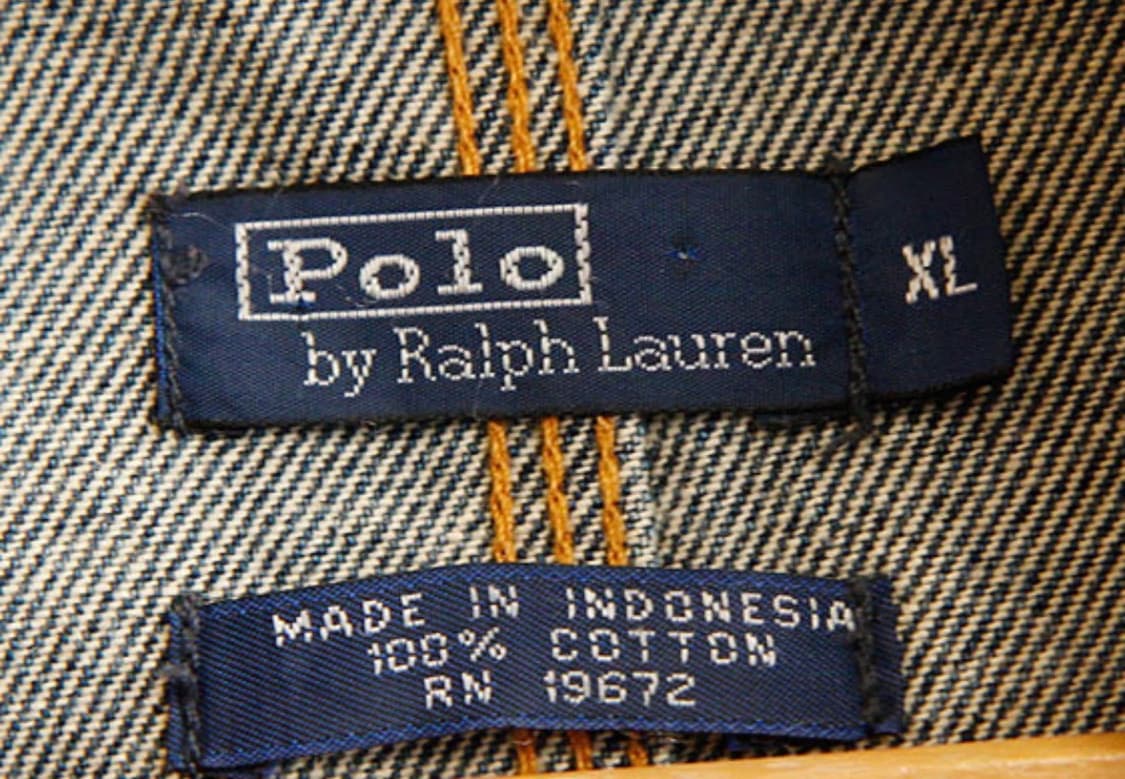 Polo
by Ralph Lauren
XL
MADE IN INDONESIA
100% COTTON
RN 19672